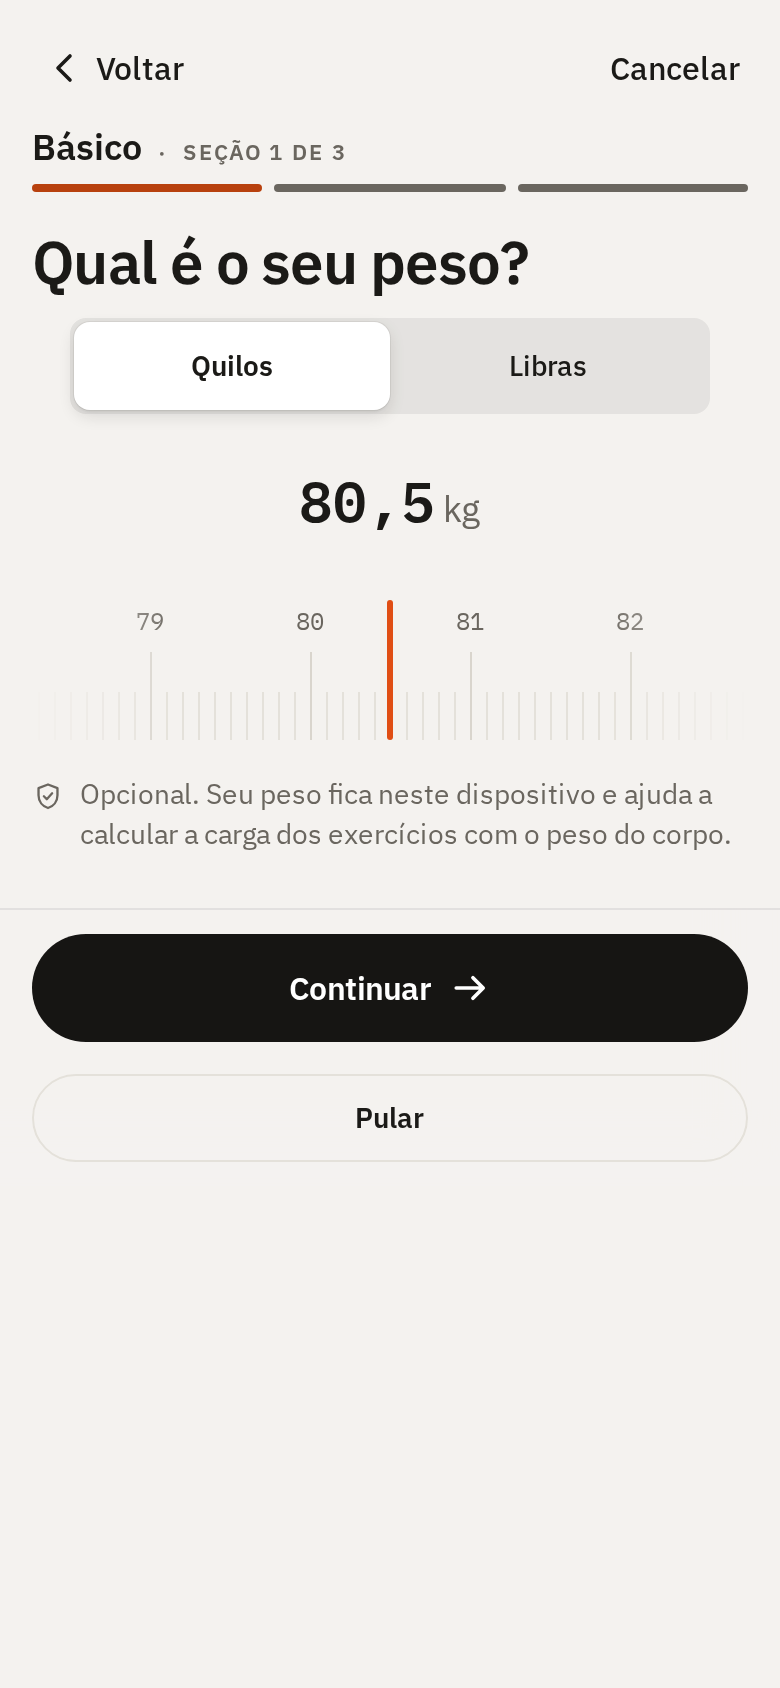 Voltar
Cancelar
Básico · SEÇÃO 1 DE 3
Qual é o seu peso?
Quilos
Libras
80,5 kg
79 80 81 82
Opcional. Seu peso fica neste dispositivo e ajuda a
calcular a carga dos exercícios com o peso do corpo.
Continuar
Pular